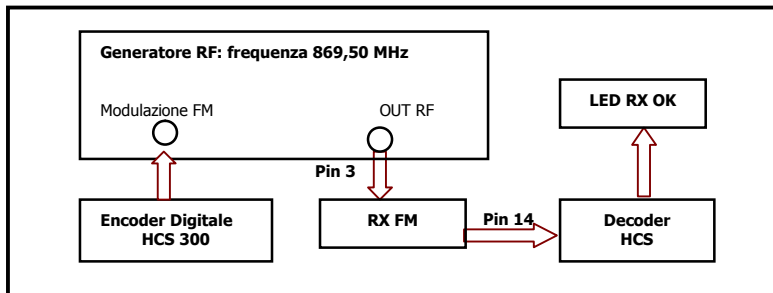 Generatore RF: frequenza 869,50 MHz
Modulazione FM
OUT RF
LED RX OK
Pin 3
Encoder Digitale
HCS 300
RX FM
Pin 14
Decoder
HCS